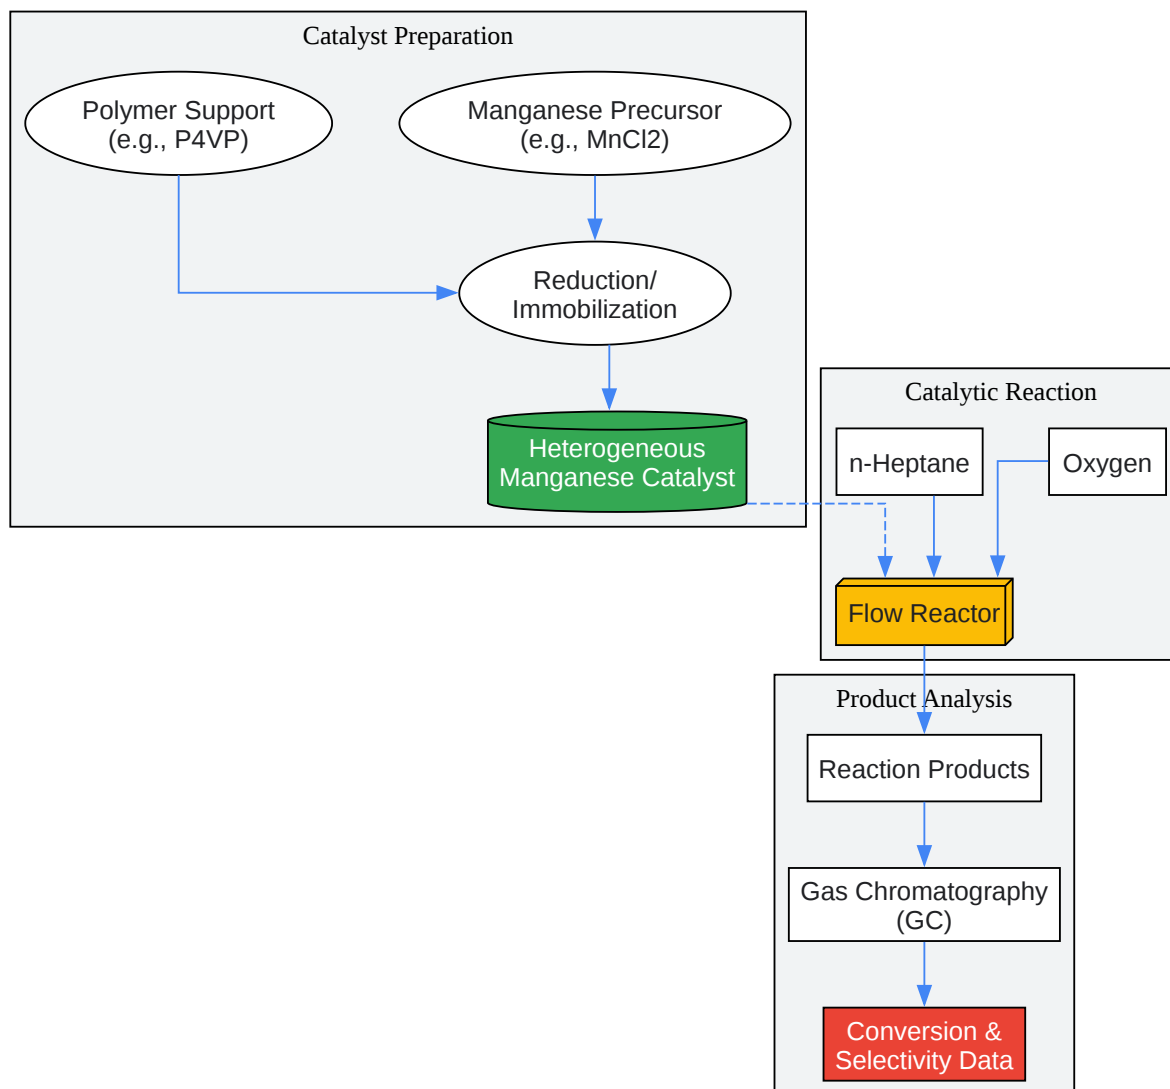 Catalyst Preparation
Polymer Support
(e.g., P4VP)
Manganese Precursor
(e.g., MnCl2)
Reduction/
Immobilization
Heterogeneous
Manganese Catalyst
Catalytic Reaction
n-Heptane
Oxygen
Flow Reactor
Product Analysis
Reaction Products
Gas Chromatography
(GC)
Conversion &
Selectivity Data